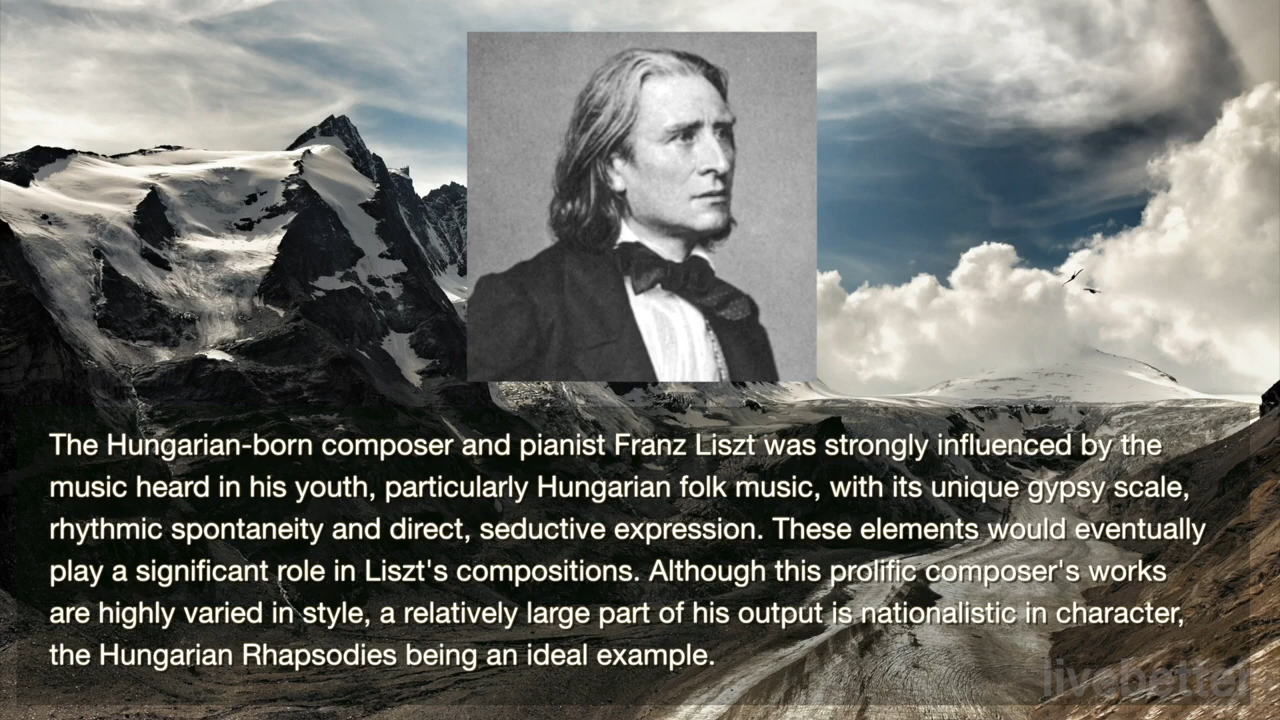 The Hungarian-born composer and pianist Franz Liszt was strongly influenced by the
music heard in his youth, particularly Hungarian folk music, with its unique gypsy scale,
rhythmic spontaneity and direct, seductive expression. These elements would eventually
play a significant role in Liszt's compositions. Although this prolific composer's works
are highly varied in style, a relatively large part of his output is nationalistic in character,
the Hungarian Rhapsodies being an ideal example.